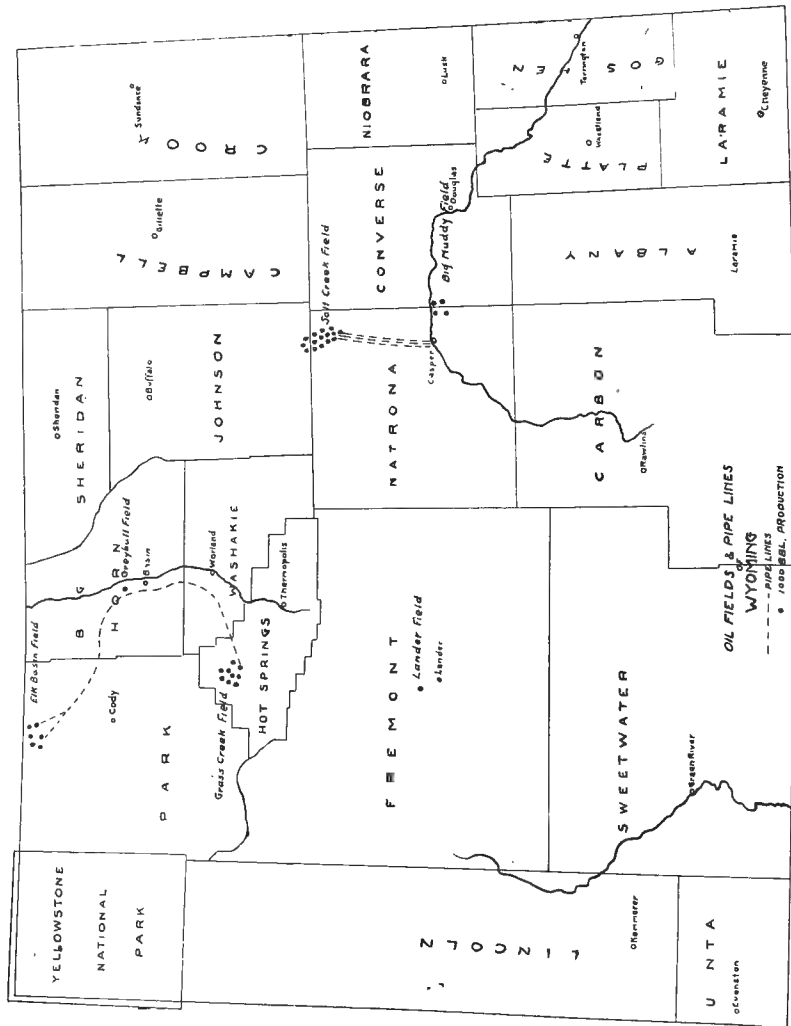 YELLOWSTONE
NATIONAL
PARK
Elk Basin Field
Cody
PARK
Grass Creek Field
BIG
HORN
Greybull Field
Basin
Worland
WASHAKIE
Thermopolis
HOT SPRINGS
SHERIDAN
Sheridan
Buffalo
JOHNSON
CAMPBELL
Gillette
CROOK
Sundance
Salt Creek Field
NIOBRARA
Lusk
CONVERSE
Big Muddy Field
Douglas
NATRONA
Casper
FREMONT
Lander Field
Lander
LINCOLN
Kemmerer
UNTA
Evanston
SWEETWATER
Green River
CARBON
Rawlins
ALBANY
Laramie
PLATTE
Wheatland
GOSHEN
Torrington
LARAMIE
Cheyenne
OIL FIELDS & PIPE LINES
OF
WYOMING
PIPE LINES
1000 BBL. PRODUCTION